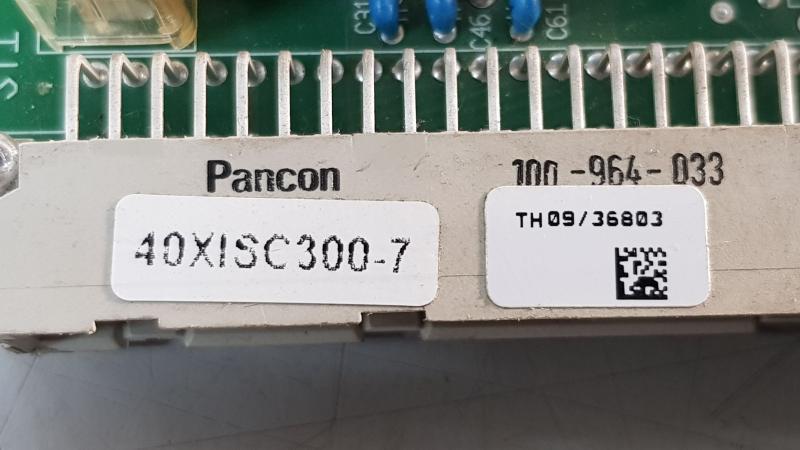 C31
C46
C61
Pancon
100-964-033
40XISC300-7
TH09/36803